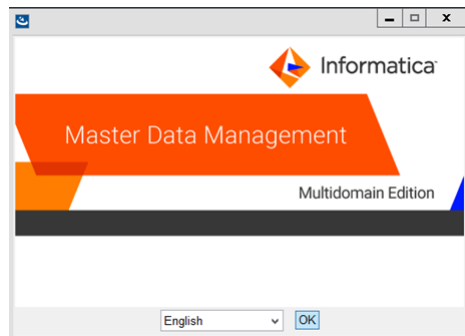 Informatica
Master Data Management
Multidomain Edition
English
OK